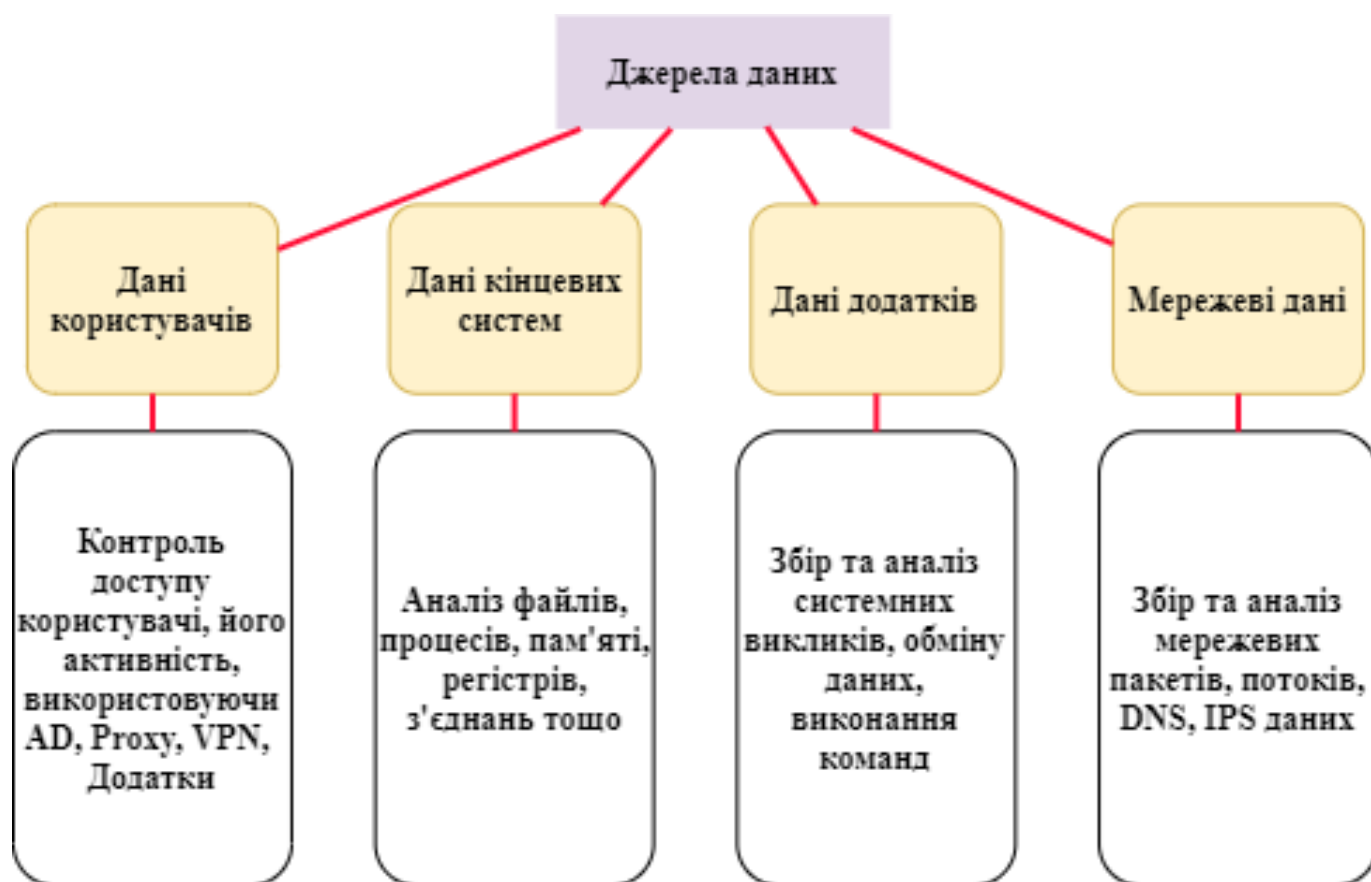 Джерела даних
Дані
користувачів
Дані кінцевих
систем
Дані додатків
Мережеві дані
Контроль
доступу
користувачі, його
активність,
використовуючи
AD, Proxy, VPN,
Додатки
Аналіз файлів,
процесів, пам'яті,
регістрів,
з'єднань тощо
Збір та аналіз
системних
викликів, обміну
даних,
виконання
команд
Збір та аналіз
мережевих
пакетів, потоків,
DNS, IPS даних